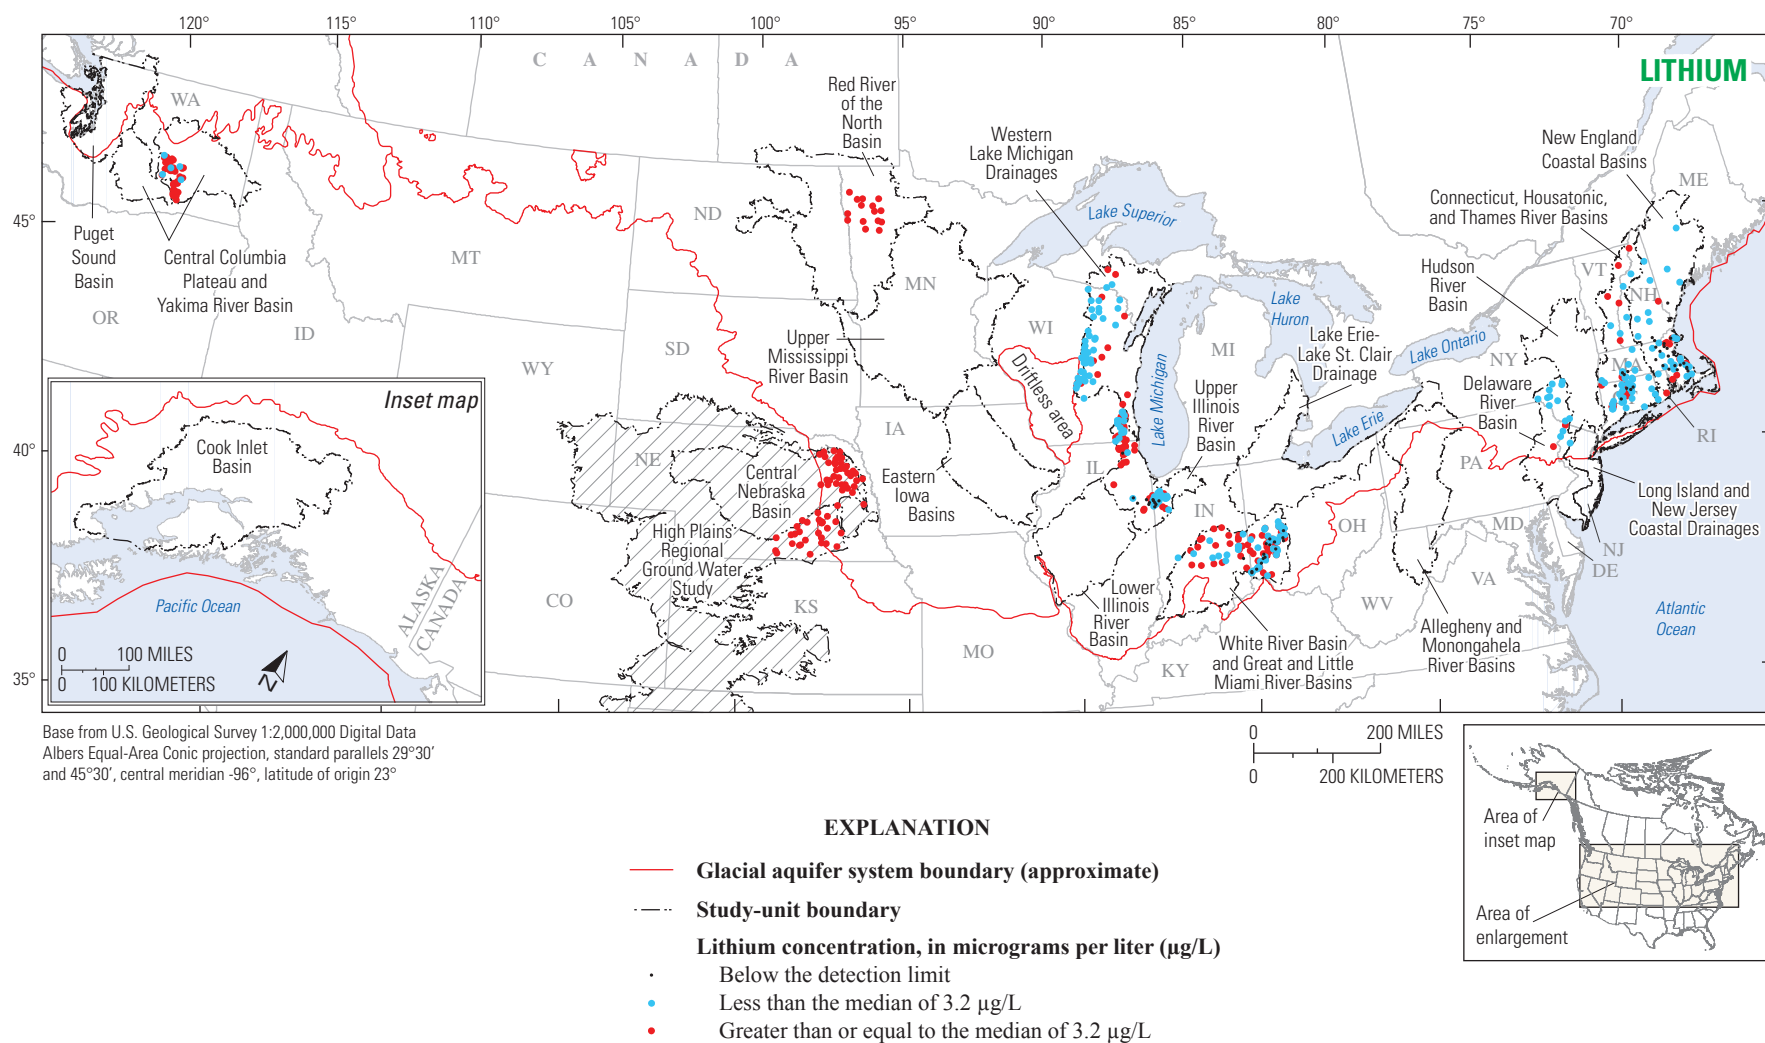 120°
115°
110°
105°
100°
95°
90°
85°
80°
75°
70°
LITHIUM
C A N A D A
WA
Red River
of the
North
Basin
Western
Lake Michigan
Drainages
New England
Coastal Basins
ME
Connecticut, Housatonic,
and Thames River Basins
Lake Superior
45°
ND
Puget
Sound
Basin
Central Columbia
Plateau and
Yakima River Basin
MT
MN
Hudson
River
Basin
VT
NH
OR
ID
WI
Lake
Huron
Lake Erie-
Lake St. Clair
Drainage
SD
Upper
Mississippi
River Basin
MI
Lake Ontario
NY
MA
WY
Driftless area
Lake Michigan
Upper
Illinois
River
Basin
Delaware
River
Basin
Inset map
Cook Inlet
Basin
40°
IA
Lake Erie
RI
NE
Central
Nebraska
Basin
Eastern
Iowa
Basins
IL
PA
IN
OH
Long Island and
New Jersey
Coastal Drainages
High Plains
Regional
Ground Water
Study
MD
NJ
DE
CO
KS
Lower
Illinois
River
Basin
VA
WV
Pacific Ocean
ALASKA
CANADA
Atlantic
Ocean
Allegheny and
Monongahela
River Basins
White River Basin
and Great and Little
Miami River Basins
MO
KY
0 100 MILES
0 100 KILOMETERS
N
35°
Base from U.S. Geological Survey 1:2,000,000 Digital Data
Albers Equal-Area Conic projection, standard parallels 29°30′
and 45°30′, central meridian -96°, latitude of origin 23°
0 200 MILES
0 200 KILOMETERS
Area of
inset map
Area of
enlargement
EXPLANATION
Glacial aquifer system boundary (approximate)
Study-unit boundary
Lithium concentration, in micrograms per liter (µg/L)
Below the detection limit
Less than the median of 3.2 µg/L
Greater than or equal to the median of 3.2 µg/L